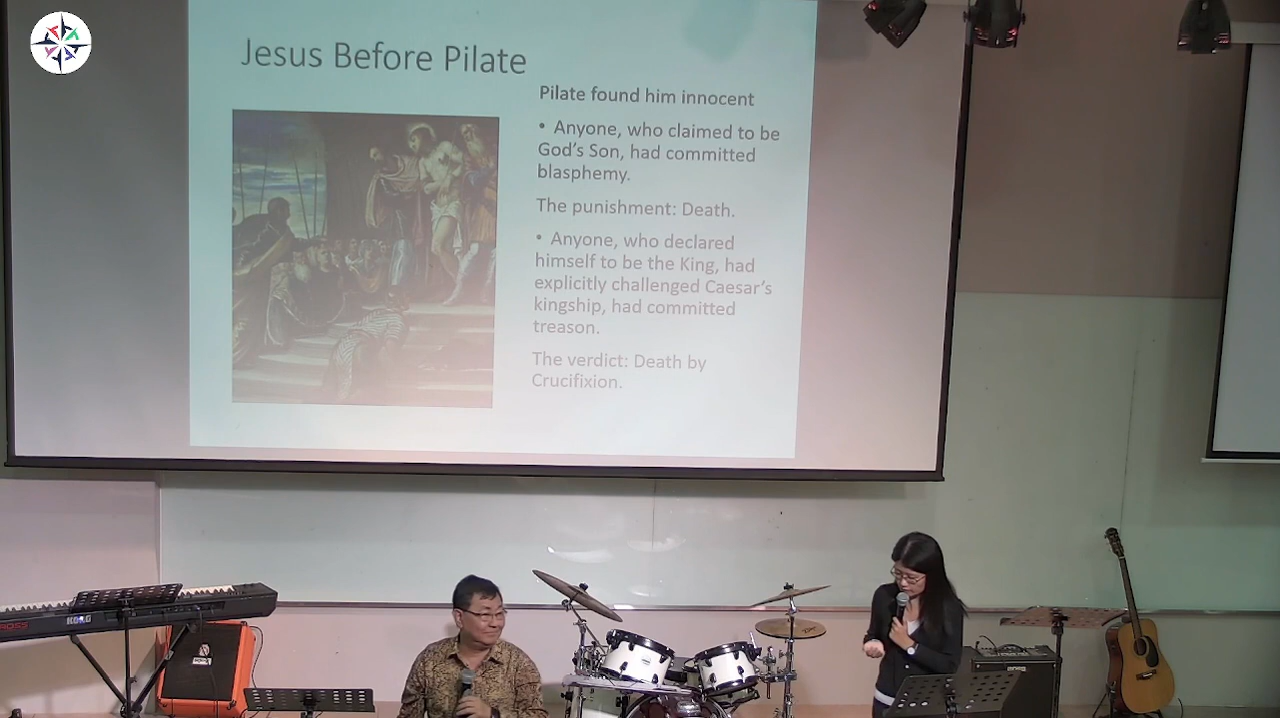 Jesus Before Pilate
Pilate found him innocent
• Anyone, who claimed to be
God's Son, had committed
blasphemy.
The punishment: Death.
• Anyone, who declared
himself to be the King, had
explicitly challenged Caesar's
kingship, had committed
treason.
The verdict: Death by
Crucifixion.
KORG